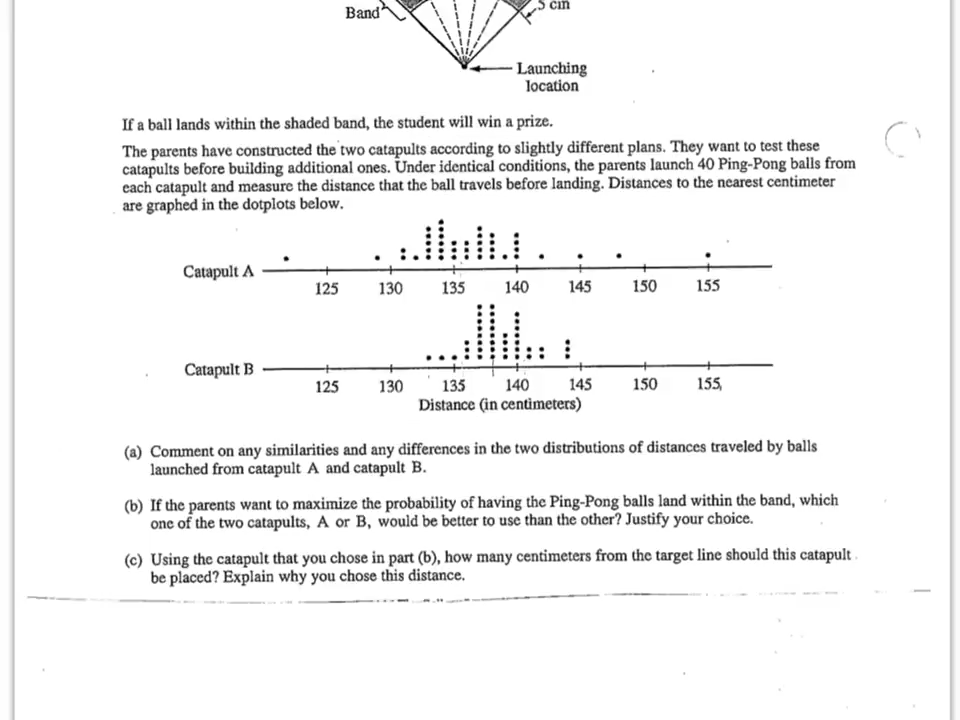 Band
5 cm
Launching
location
If a ball lands within the shaded band, the student will win a prize.
The parents have constructed the two catapults according to slightly different plans. They want to test these
catapults before building additional ones. Under identical conditions, the parents launch 40 Ping-Pong balls from
each catapult and measure the distance that the ball travels before landing. Distances to the nearest centimeter
are graphed in the dotplots below.
Catapult A
125 130 135 140 145 150 155
Catapult B
125 130 135 140 145 150 155
Distance (in centimeters)
(a) Comment on any similarities and any differences in the two distributions of distances traveled by balls
launched from catapult A and catapult B.
(b) If the parents want to maximize the probability of having the Ping-Pong balls land within the band, which
one of the two catapults, A or B, would be better to use than the other? Justify your choice.
(c) Using the catapult that you chose in part (b), how many centimeters from the target line should this catapult
be placed? Explain why you chose this distance.